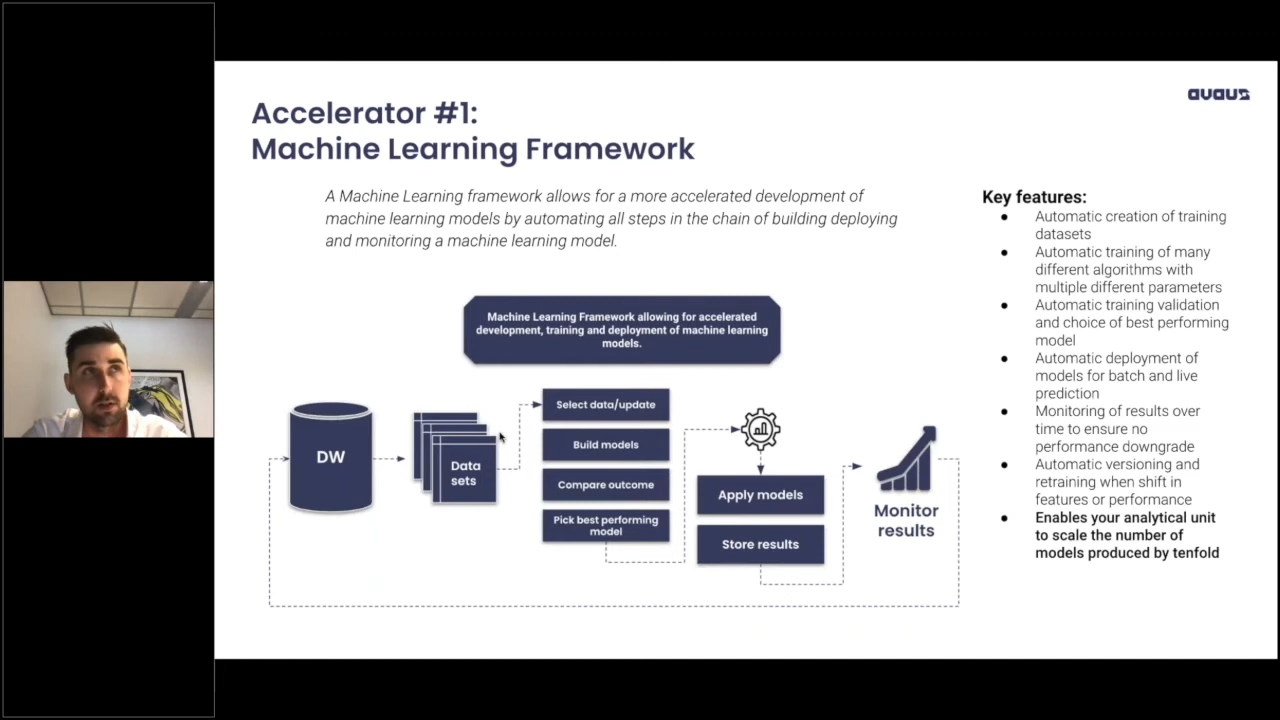 avaus
Accelerator #1:
Machine Learning Framework
A Machine Learning framework allows for a more accelerated development of
machine learning models by automating all steps in the chain of building deploying
and monitoring a machine learning model.
Machine Learning Framework allowing for accelerated
development, training and deployment of machine learning
models.
DW
Data
sets
Select data/update
Build models
Compare outcome
Pick best performing
model
Apply models
Store results
Monitor
results
Key features:
● Automatic creation of training
datasets
● Automatic training of many
different algorithms with
multiple different parameters
● Automatic training validation
and choice of best performing
model
● Automatic deployment of
models for batch and live
prediction
● Monitoring of results over
time to ensure no
performance downgrade
● Automatic versioning and
retraining when shift in
features or performance
● Enables your analytical unit
to scale the number of
models produced by tenfold